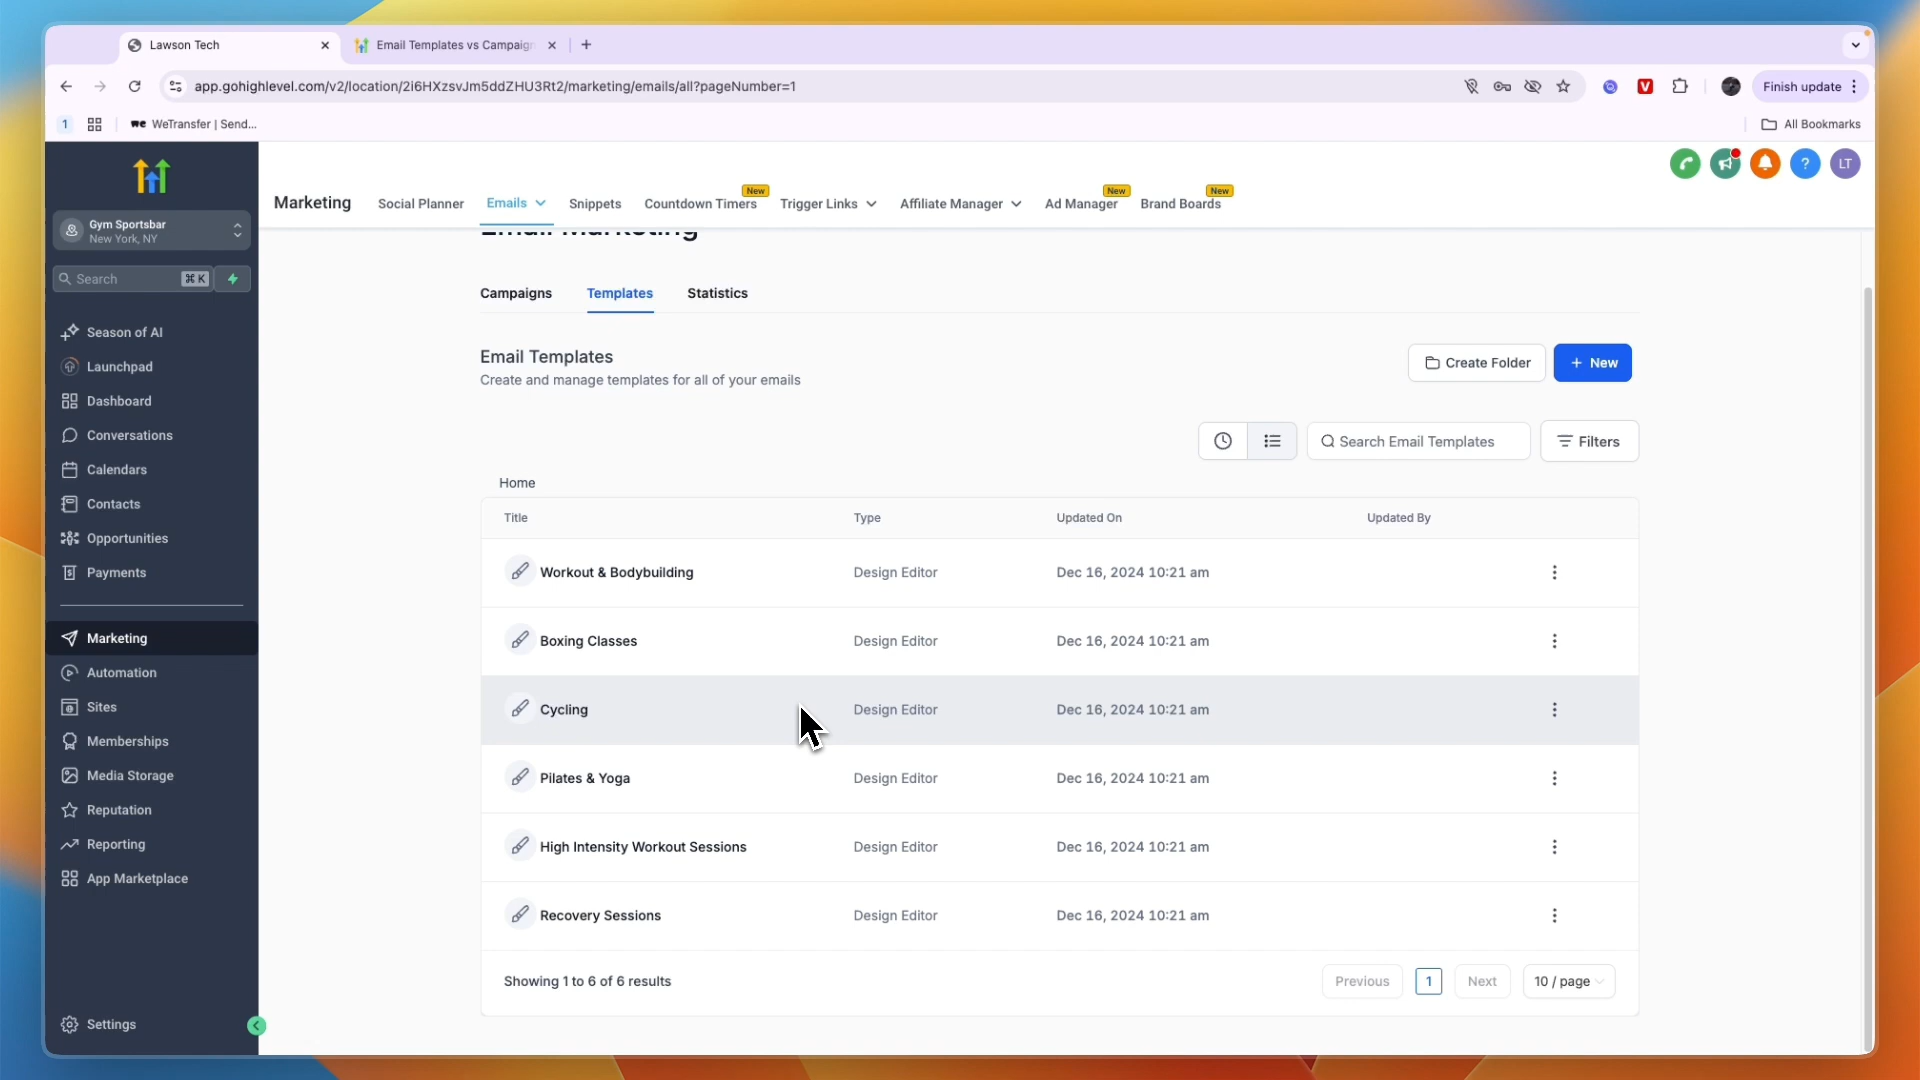 Lawson Tech
Email Templates vs Campaign
app.gohighlevel.com/v2/location/2i6HXzsvJm5ddZHU3Rt2/marketing/emails/all?pageNumber=1
Finish update
1
WeTransfer | Send...
All Bookmarks
LT
Marketing
Social Planner
Emails
Snippets
Countdown Timers
New
Trigger Links
Affiliate Manager
Ad Manager
New
Brand Boards
New
Gym Sportsbar
New York, NY
Search
⌘ K
Season of AI
Launchpad
Dashboard
Conversations
Calendars
Contacts
Opportunities
Payments
Marketing
Automation
Sites
Memberships
Media Storage
Reputation
Reporting
App Marketplace
Settings
Email Marketing
Campaigns
Templates
Statistics
Email Templates
Create and manage templates for all of your emails
Create Folder
+ New
Search Email Templates
Filters
Home
Title Type Updated On Updated By
Workout & Bodybuilding Design Editor Dec 16, 2024 10:21 am
Boxing Classes Design Editor Dec 16, 2024 10:21 am
Cycling Design Editor Dec 16, 2024 10:21 am
Pilates & Yoga Design Editor Dec 16, 2024 10:21 am
High Intensity Workout Sessions Design Editor Dec 16, 2024 10:21 am
Recovery Sessions Design Editor Dec 16, 2024 10:21 am
Showing 1 to 6 of 6 results
Previous 1 Next 10 / page